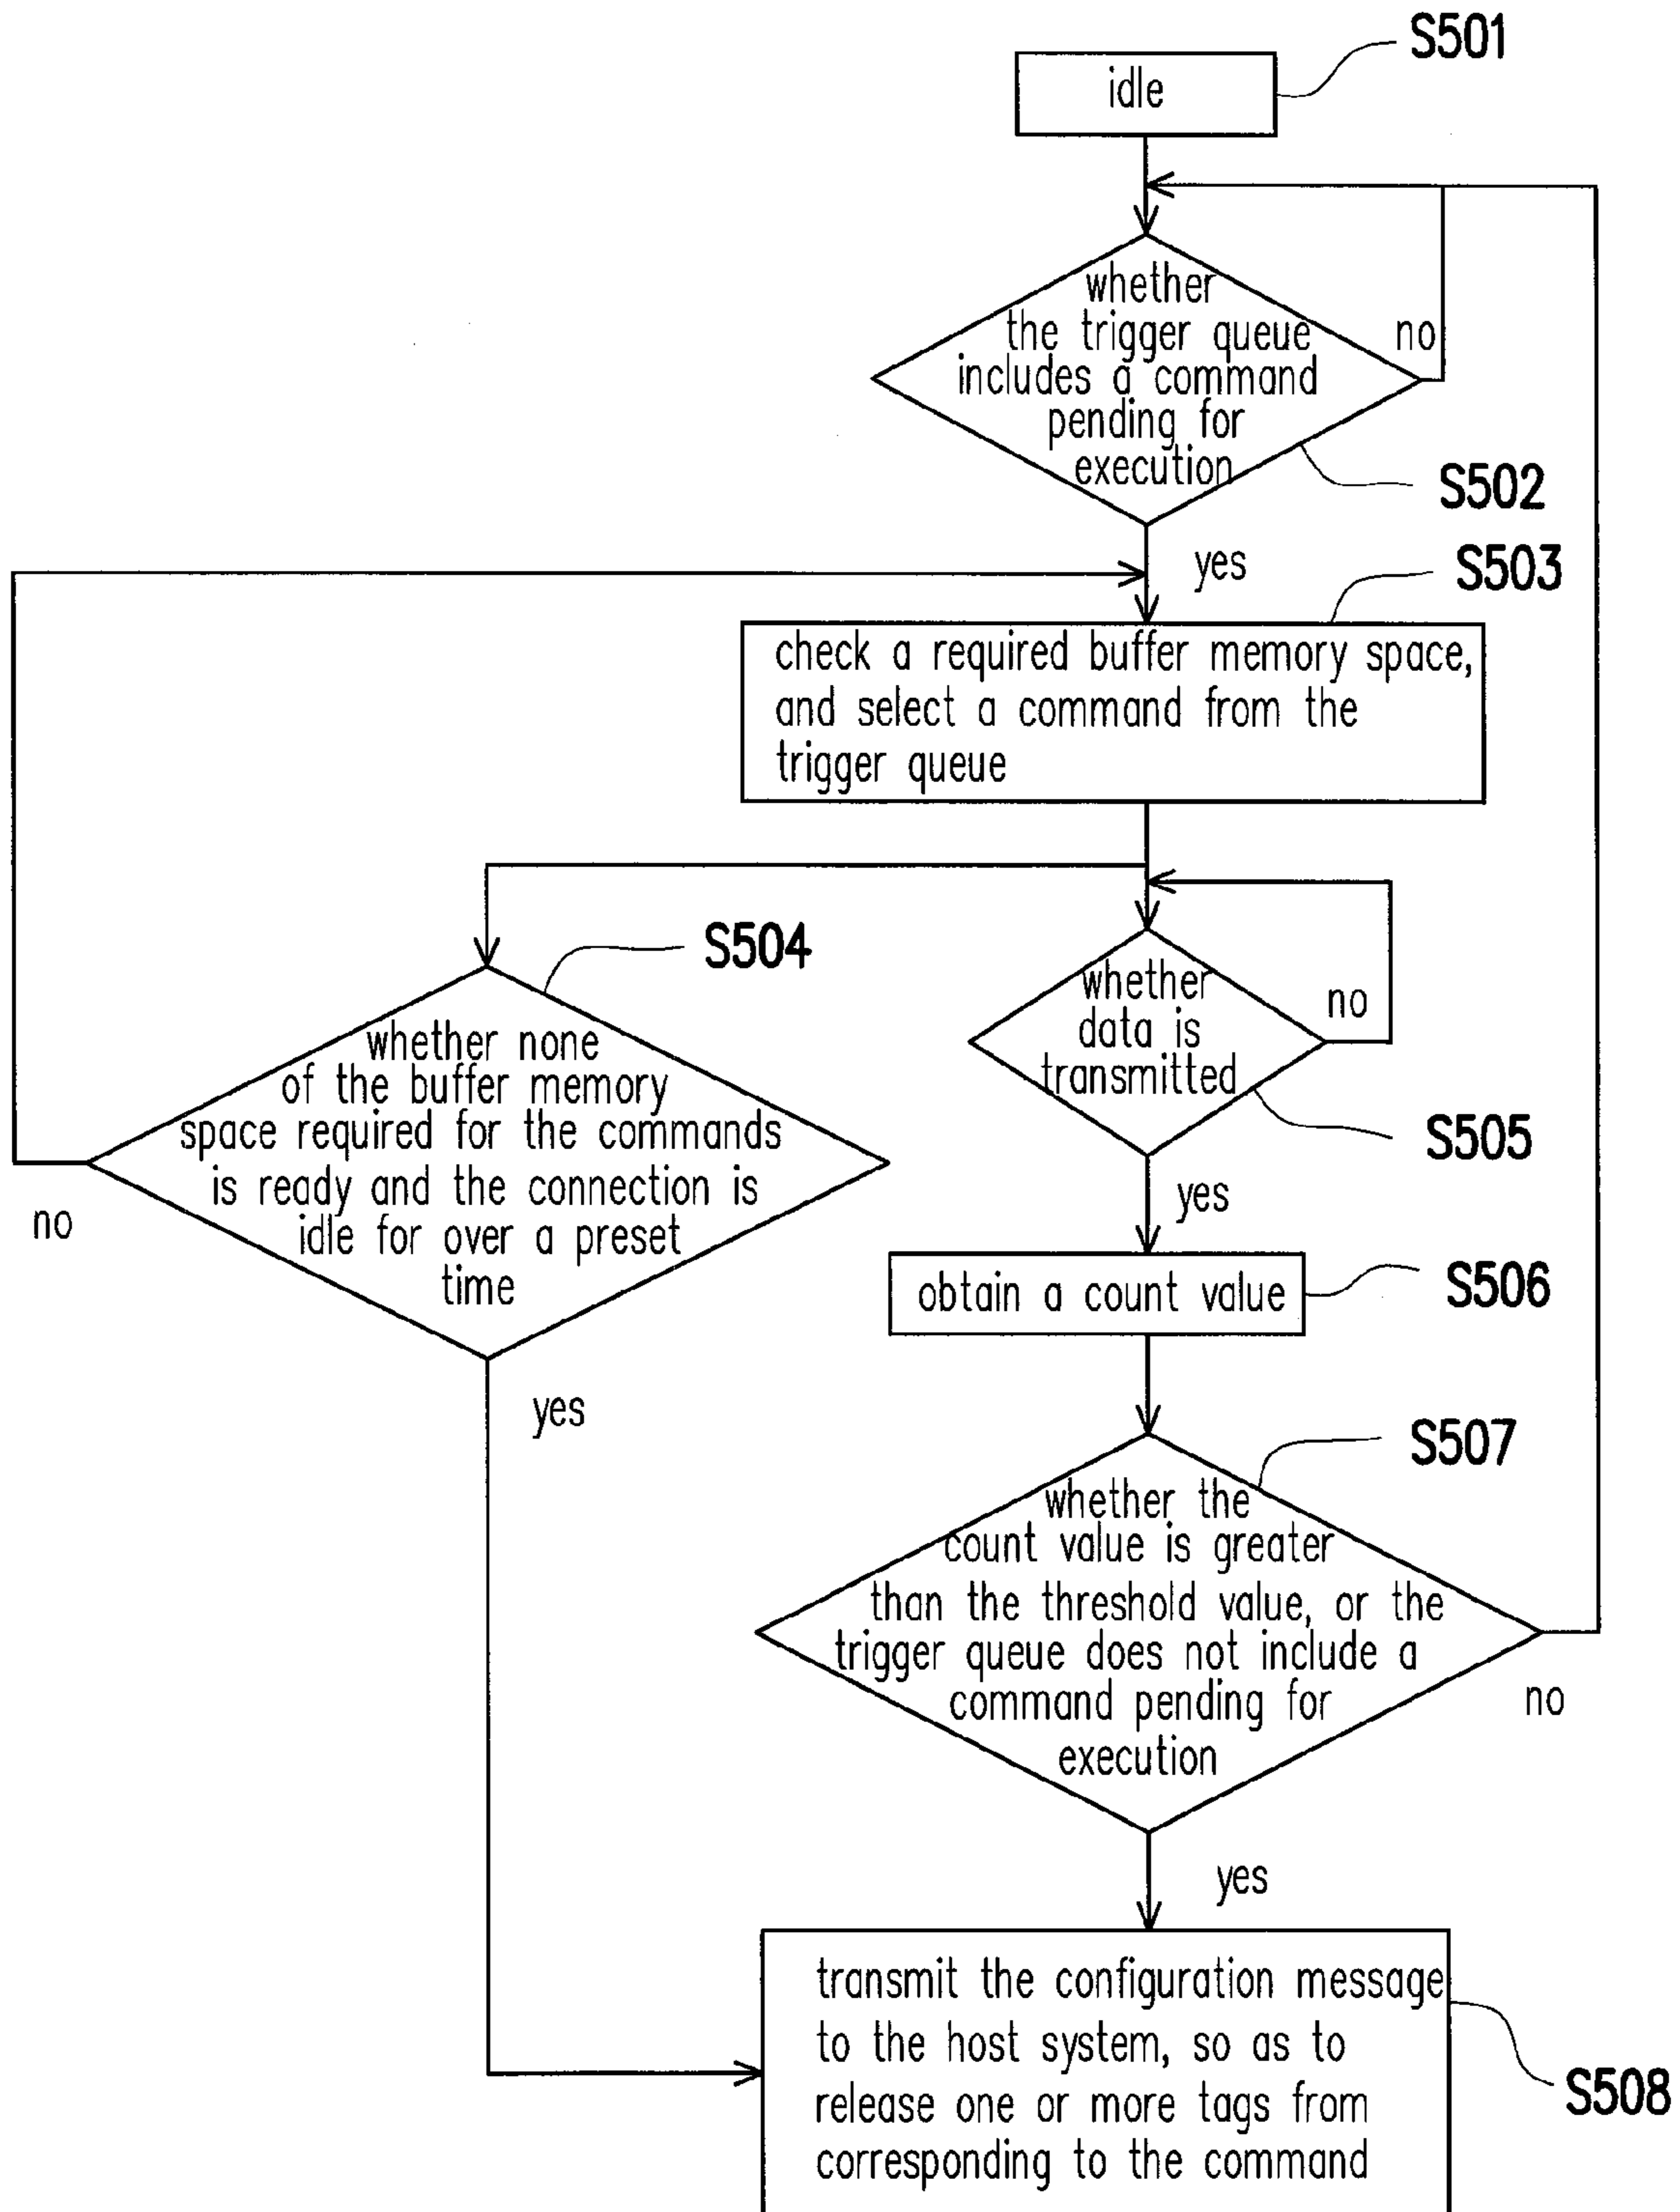 S501
idle
whether
the trigger queue
includes a command
pending for
execution
no
S502
yes
S503
check a required buffer memory space,
and select a command from the
trigger queue
S504
whether none
of the buffer memory
space required for the commands
is ready and the connection is
idle for over a preset
time
no
yes
whether
data is
transmitted
no
S505
yes
obtain a count value
S506
S507
whether the
count value is greater
than the threshold value, or the
trigger queue does not include a
command pending for
execution
no
yes
transmit the configuration message
to the host system, so as to
release one or more tags from
corresponding to the command
S508